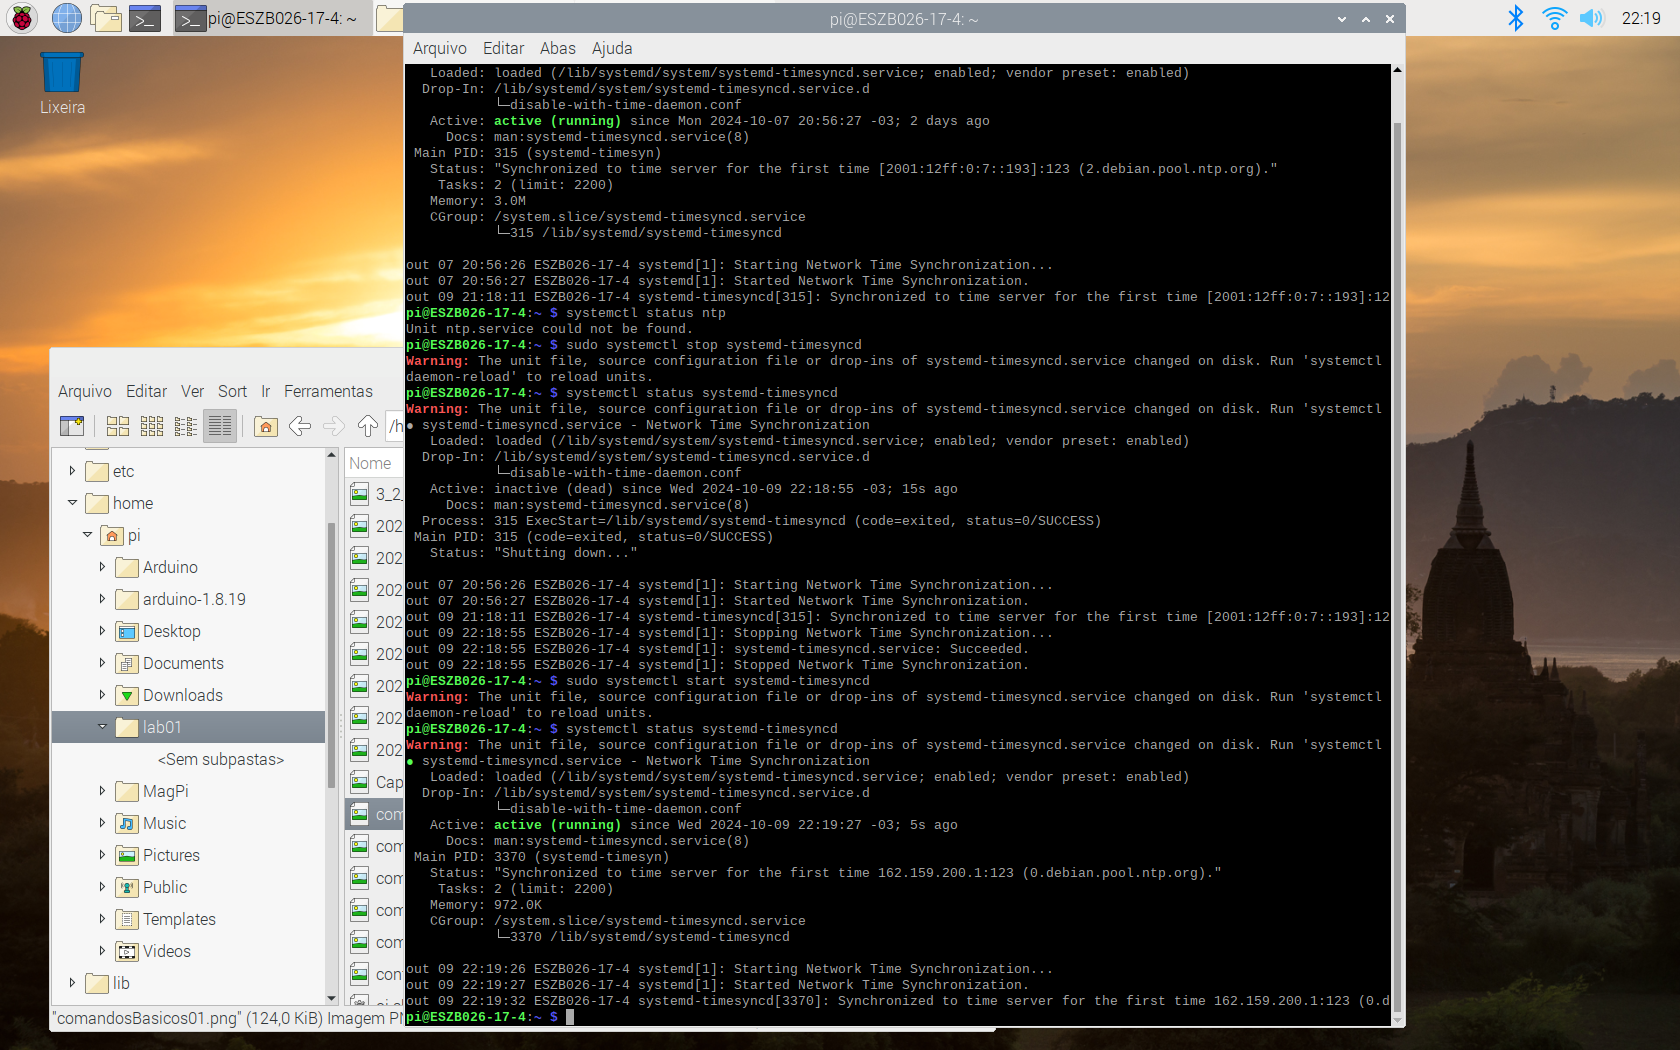 pi@ESZB026-17-4: ~
22:19
Lixeira
pi@ESZB026-17-4: ~
Arquivo Editar Abas Ajuda
Loaded: loaded (/lib/systemd/system/systemd-timesyncd.service; enabled; vendor preset: enabled)
Drop-In: /lib/systemd/system/systemd-timesyncd.service.d
└─disable-with-time-daemon.conf
Active: active (running) since Mon 2024-10-07 20:56:27 -03; 2 days ago
Docs: man:systemd-timesyncd.service(8)
Main PID: 315 (systemd-timesyn)
Status: "Synchronized to time server for the first time [2001:12ff:0:7::193]:123 (2.debian.pool.ntp.org)."
Tasks: 2 (limit: 2200)
Memory: 3.0M
CGroup: /system.slice/systemd-timesyncd.service
└─315 /lib/systemd/systemd-timesyncd
out 07 20:56:26 ESZB026-17-4 systemd[1]: Starting Network Time Synchronization...
out 07 20:56:27 ESZB026-17-4 systemd[1]: Started Network Time Synchronization.
out 09 21:18:11 ESZB026-17-4 systemd-timesyncd[315]: Synchronized to time server for the first time [2001:12ff:0:7::193]:12
pi@ESZB026-17-4:~ $ systemctl status ntp
Unit ntp.service could not be found.
pi@ESZB026-17-4:~ $ sudo systemctl stop systemd-timesyncd
Warning: The unit file, source configuration file or drop-ins of systemd-timesyncd.service changed on disk. Run 'systemctl
daemon-reload' to reload units.
pi@ESZB026-17-4:~ $ systemctl status systemd-timesyncd
Warning: The unit file, source configuration file or drop-ins of systemd-timesyncd.service changed on disk. Run 'systemctl
● systemd-timesyncd.service - Network Time Synchronization
Loaded: loaded (/lib/systemd/system/systemd-timesyncd.service; enabled; vendor preset: enabled)
Drop-In: /lib/systemd/system/systemd-timesyncd.service.d
└─disable-with-time-daemon.conf
Active: inactive (dead) since Wed 2024-10-09 22:18:55 -03; 15s ago
Docs: man:systemd-timesyncd.service(8)
Process: 315 ExecStart=/lib/systemd/systemd-timesyncd (code=exited, status=0/SUCCESS)
Main PID: 315 (code=exited, status=0/SUCCESS)
Status: "Shutting down..."
out 07 20:56:26 ESZB026-17-4 systemd[1]: Starting Network Time Synchronization...
out 07 20:56:27 ESZB026-17-4 systemd[1]: Started Network Time Synchronization.
out 09 21:18:11 ESZB026-17-4 systemd-timesyncd[315]: Synchronized to time server for the first time [2001:12ff:0:7::193]:12
out 09 22:18:55 ESZB026-17-4 systemd[1]: Stopping Network Time Synchronization...
out 09 22:18:55 ESZB026-17-4 systemd[1]: systemd-timesyncd.service: Succeeded.
out 09 22:18:55 ESZB026-17-4 systemd[1]: Stopped Network Time Synchronization.
pi@ESZB026-17-4:~ $ sudo systemctl start systemd-timesyncd
Warning: The unit file, source configuration file or drop-ins of systemd-timesyncd.service changed on disk. Run 'systemctl
daemon-reload' to reload units.
pi@ESZB026-17-4:~ $ systemctl status systemd-timesyncd
Warning: The unit file, source configuration file or drop-ins of systemd-timesyncd.service changed on disk. Run 'systemctl
● systemd-timesyncd.service - Network Time Synchronization
Loaded: loaded (/lib/systemd/system/systemd-timesyncd.service; enabled; vendor preset: enabled)
Drop-In: /lib/systemd/system/systemd-timesyncd.service.d
└─disable-with-time-daemon.conf
Active: active (running) since Wed 2024-10-09 22:19:27 -03; 5s ago
Docs: man:systemd-timesyncd.service(8)
Main PID: 3370 (systemd-timesyn)
Status: "Synchronized to time server for the first time 162.159.200.1:123 (0.debian.pool.ntp.org)."
Tasks: 2 (limit: 2200)
Memory: 972.0K
CGroup: /system.slice/systemd-timesyncd.service
└─3370 /lib/systemd/systemd-timesyncd
out 09 22:19:26 ESZB026-17-4 systemd[1]: Starting Network Time Synchronization...
out 09 22:19:27 ESZB026-17-4 systemd[1]: Started Network Time Synchronization.
out 09 22:19:32 ESZB026-17-4 systemd-timesyncd[3370]: Synchronized to time server for the first time 162.159.200.1:123 (0.d
pi@ESZB026-17-4:~ $
Arquivo Editar Ver Sort Ir Ferramentas
/h
etc
home
pi
Arduino
arduino-1.8.19
Desktop
Documents
Downloads
lab01
<Sem subpastas>
MagPi
Music
Pictures
Public
Templates
Videos
lib
Nome
3_2_
202
202
202
202
202
202
202
202
Cap
com
com
com
com
com
con
"comandosBasicos01.png" (124,0 KiB) Imagem PN